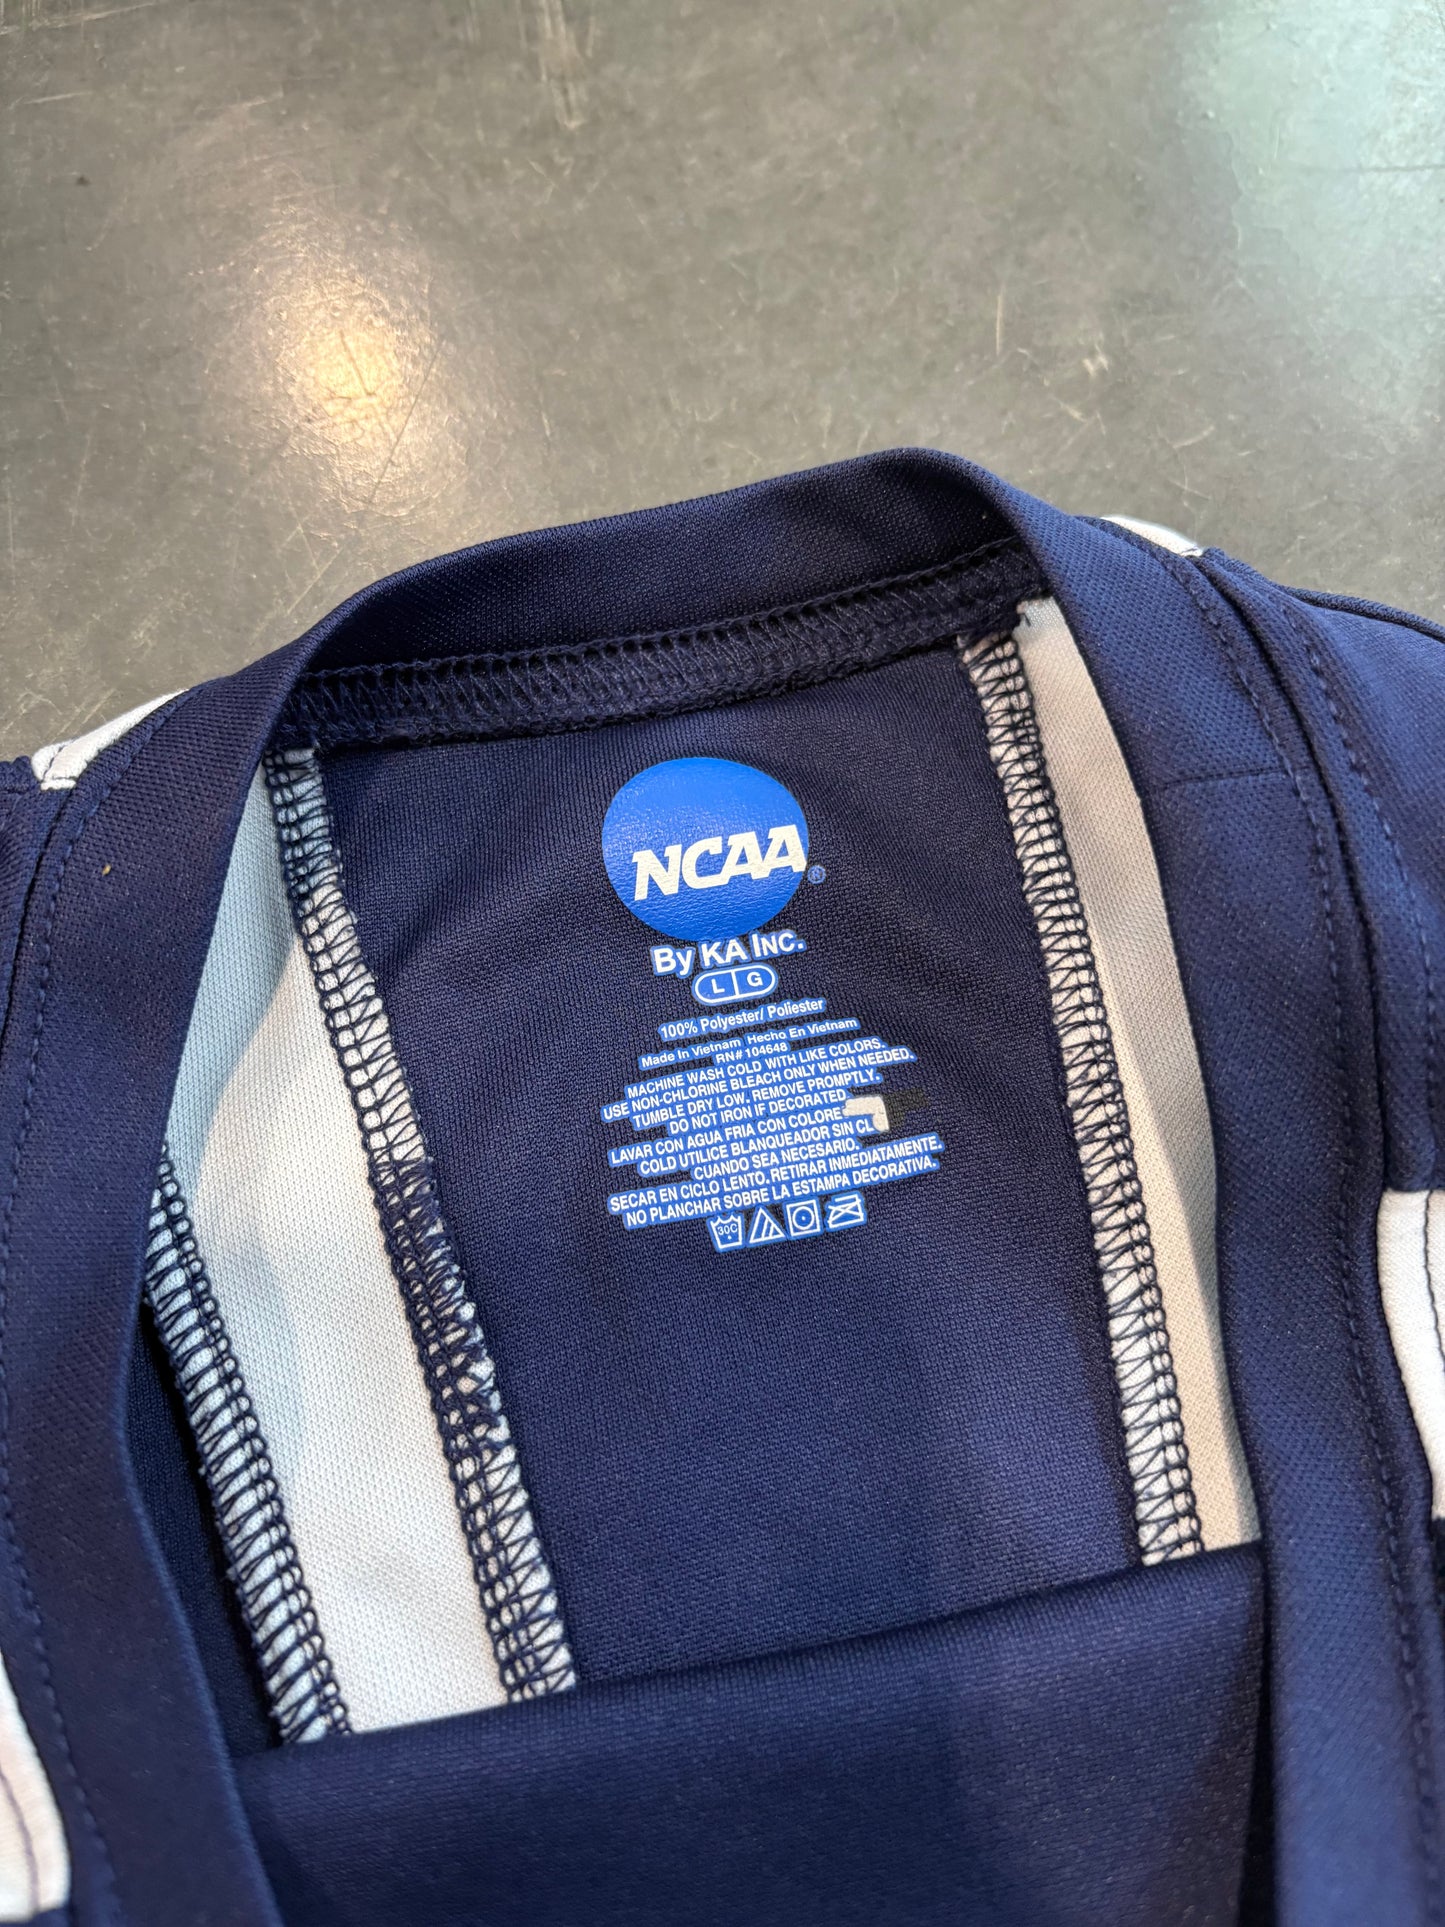 NCAA®
By KA INC.
L G
100% Polyester/ Poliester
Made In Vietnam Hecho En Vietnam
RN# 104648
MACHINE WASH COLD WITH LIKE COLORS.
USE NON-CHLORINE BLEACH ONLY WHEN NEEDED.
TUMBLE DRY LOW. REMOVE PROMPTLY.
DO NOT IRON IF DECORATED
LAVAR CON AGUA FRIA CON COLORE
COLD UTILICE BLANQUEADOR SIN CL
CUANDO SEA NECESARIO.
SECAR EN CICLO LENTO. RETIRAR INMEDIATAMENTE.
NO PLANCHAR SOBRE LA ESTAMPA DECORATIVA.
30C